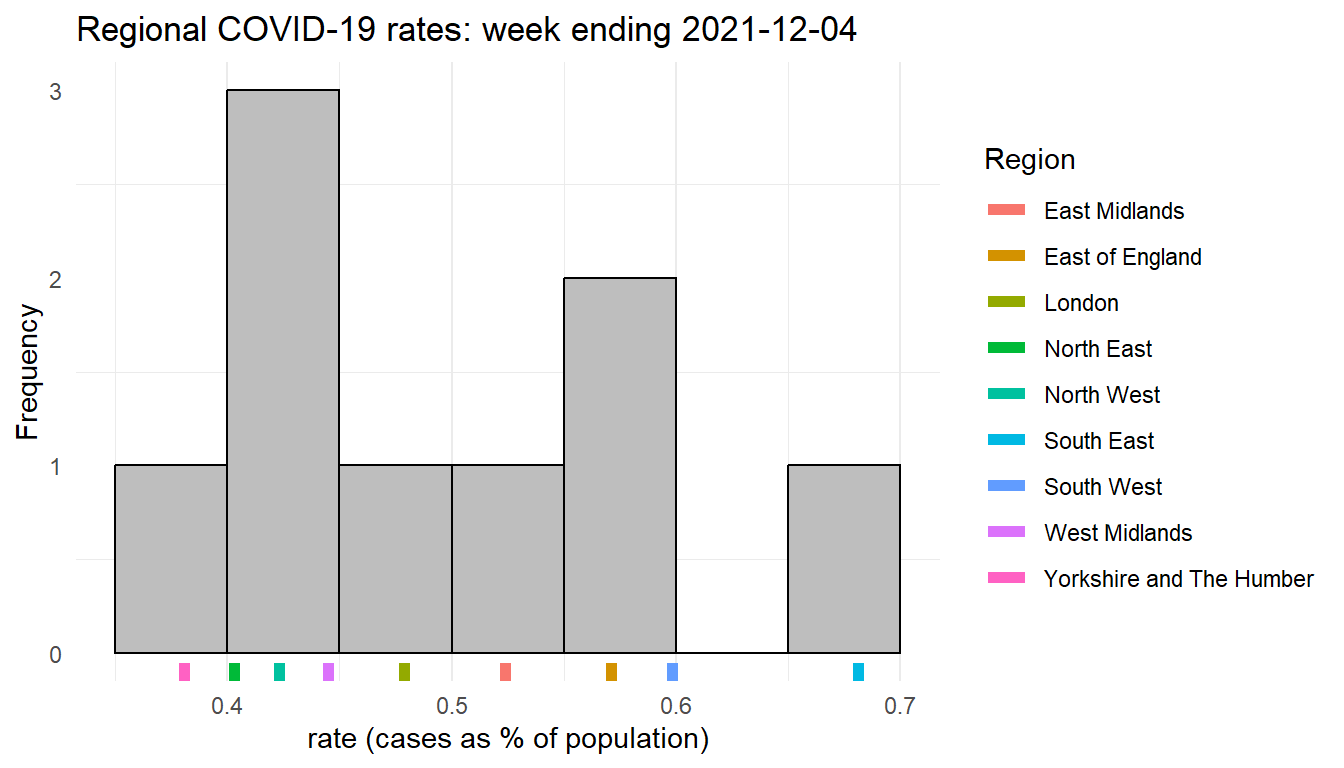 Regional COVID-19 rates: week ending 2021-12-04
3
2
1
0
Frequency
0.4 0.5 0.6 0.7
rate (cases as % of population)
Region
East Midlands
East of England
London
North East
North West
South East
South West
West Midlands
Yorkshire and The Humber